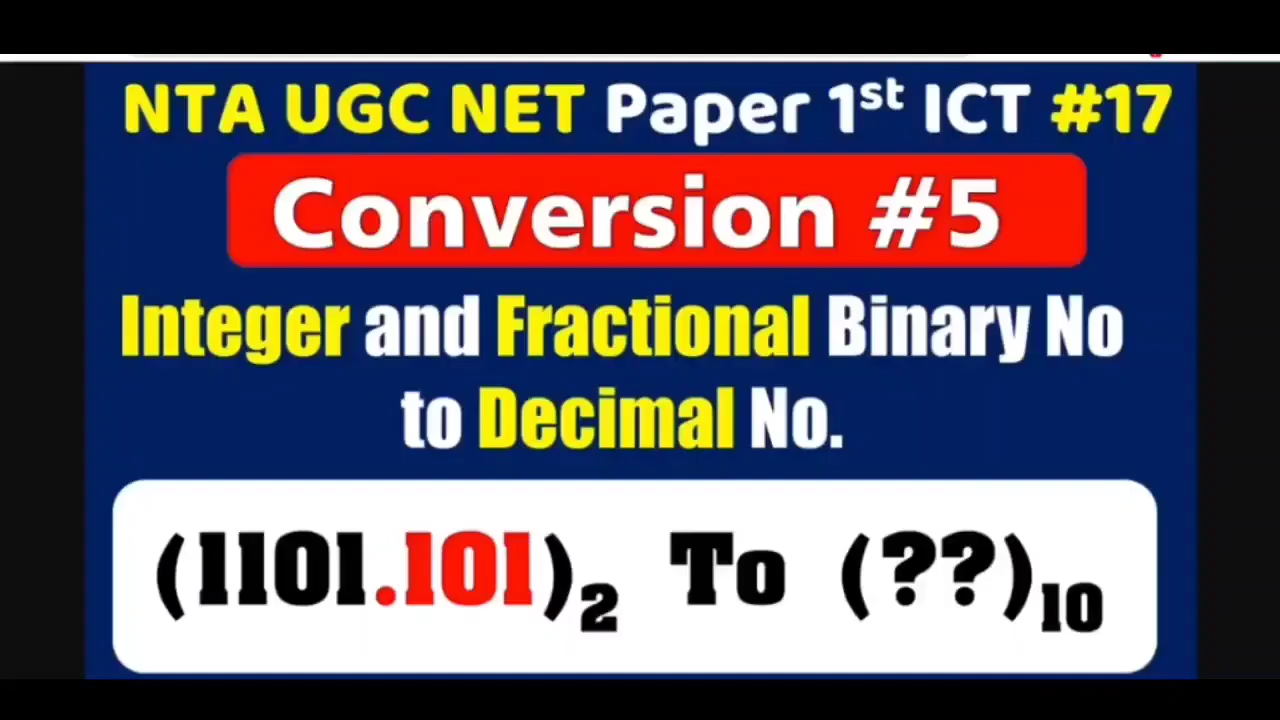 NTA UGC NET Paper 1st ICT #17
Conversion #5
Integer and Fractional Binary No
to Decimal No.
(1101.101)2 To (??)10